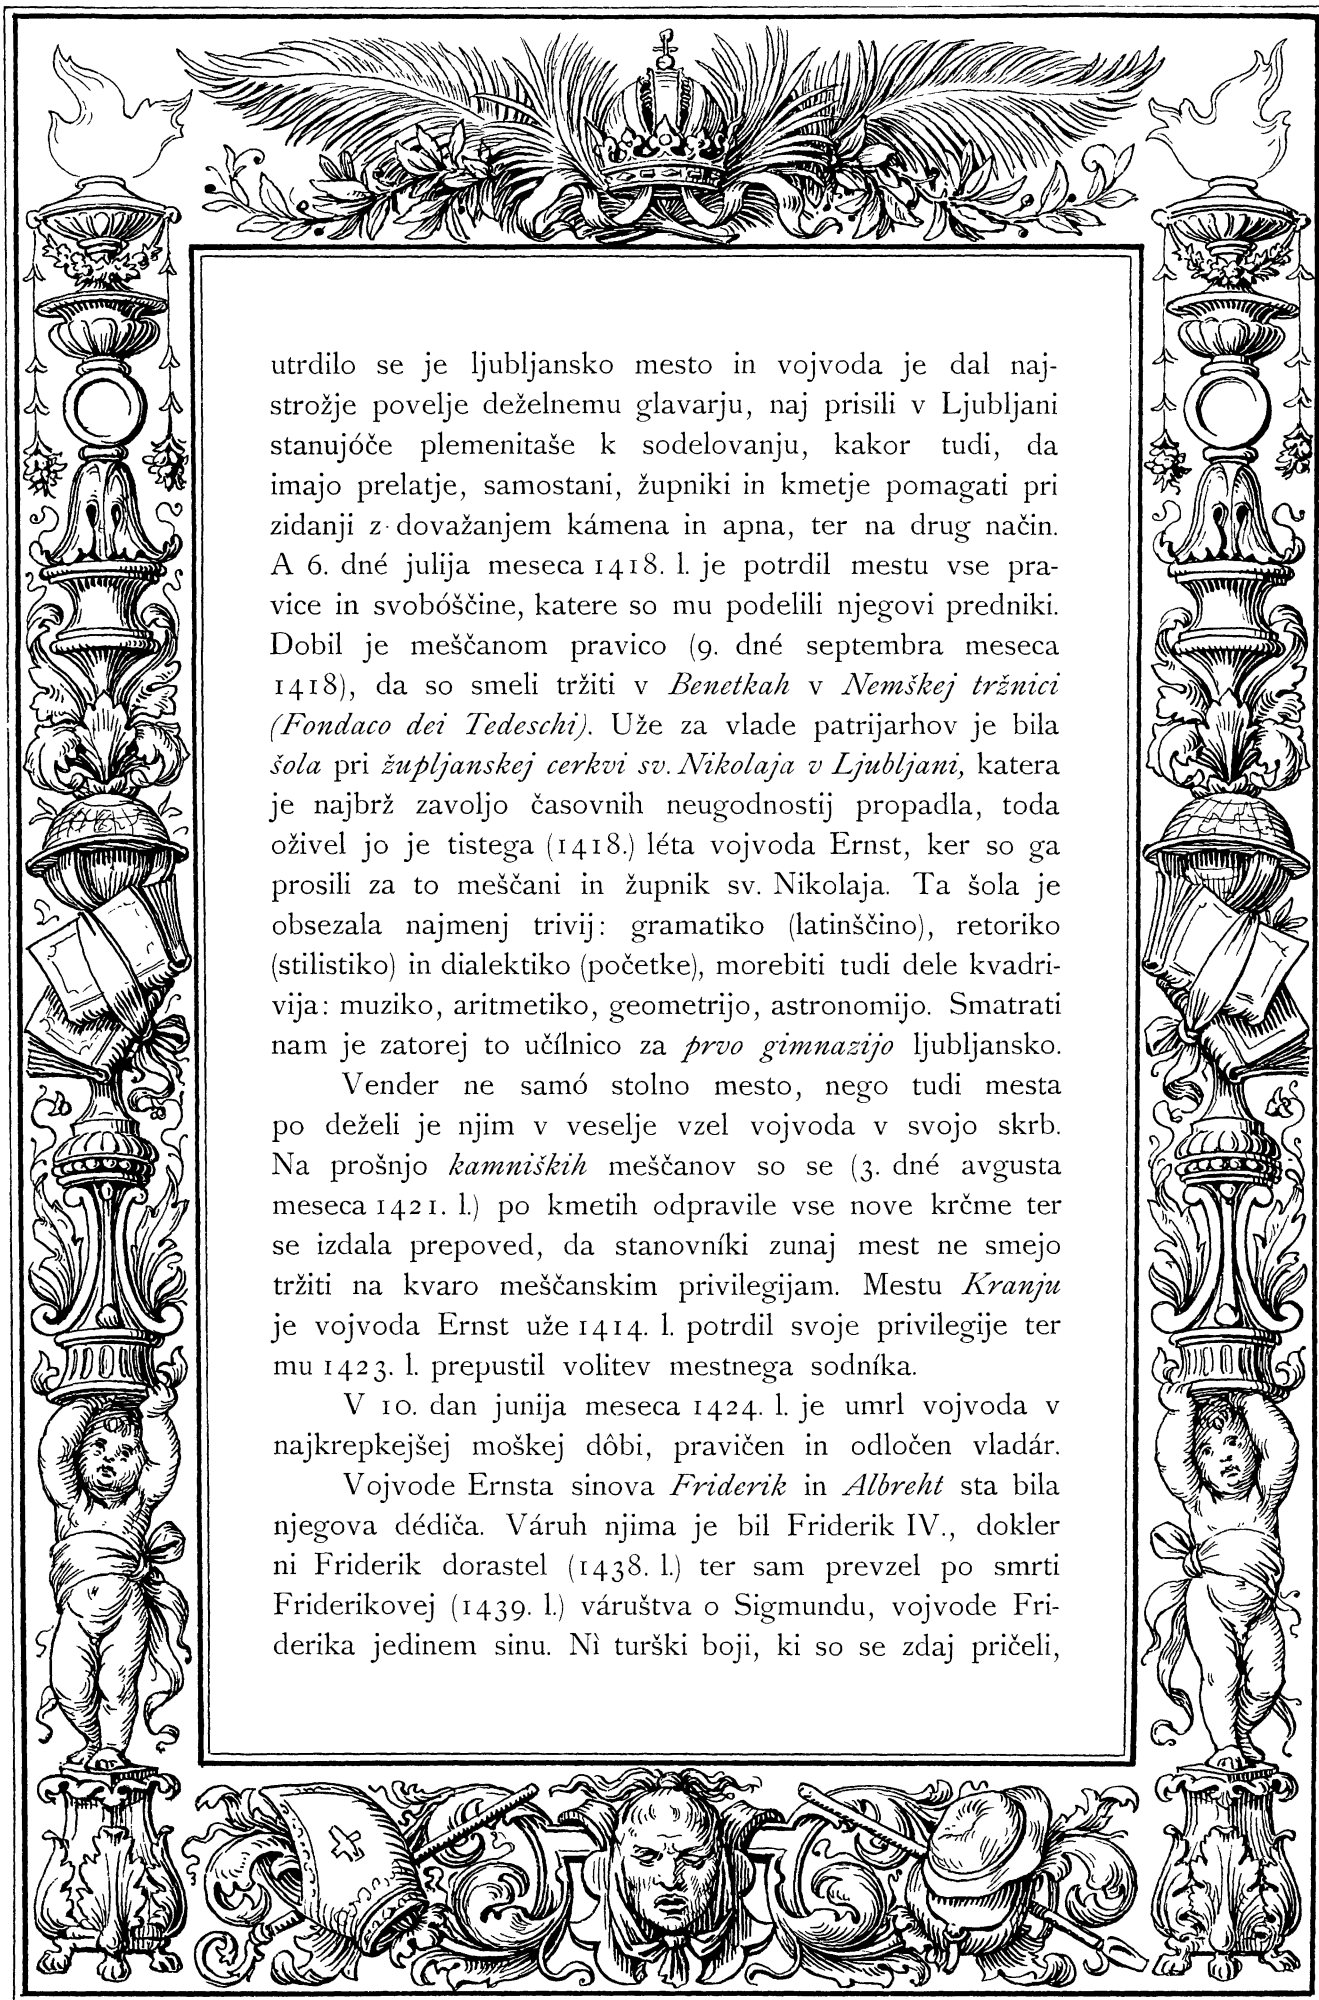 utrdilo se je ljubljansko mesto in vojvoda je dal naj-
strožje povelje deželnemu glavarju, naj prisili v Ljubljani
stanujóče plemenitaše k sodelovanju, kakor tudi, da
imajo prelatje, samostani, župniki in kmetje pomagati pri
zidanji z dovažanjem kámena in apna, ter na drug način.
A 6. dné julija meseca 1418. l. je potrdil mestu vse pra-
vice in svobóščine, katere so mu podelili njegovi predniki.
Dobil je meščanom pravico (9. dné septembra meseca
1418), da so smeli tržiti v Benetkah v Nemškej tržnici
(Fondaco dei Tedeschi). Uže za vlade patrijarhov je bila
šola pri župljanskej cerkvi sv. Nikolaja v Ljubljani, katera
je najbrž zavoljo časovnih neugodnostij propadla, toda
oživel jo je tistega (1418.) léta vojvoda Ernst, ker so ga
prosili za to meščani in župnik sv. Nikolaja. Ta šola je
obsezala najmenj trivij: gramatiko (latinščino), retoriko
(stilistiko) in dialektiko (početke), morebiti tudi dele kvadri-
vija: muziko, aritmetiko, geometrijo, astronomijo. Smatrati
nam je zatorej to učílnico za prvo gimnazijo ljubljansko.
Vender ne samó stolno mesto, nego tudi mesta
po deželi je njim v veselje vzel vojvoda v svojo skrb.
Na prošnjo kamniških meščanov so se (3. dné avgusta
meseca 1421. l.) po kmetih odpravile vse nove krčme ter
se izdala prepoved, da stanovníki zunaj mest ne smejo
tržiti na kvaro meščanskim privilegijam. Mestu Kranju
je vojvoda Ernst uže 1414. l. potrdil svoje privilegije ter
mu 1423. l. prepustil volitev mestnega sodníka.
V 10. dan junija meseca 1424. l. je umrl vojvoda v
najkrepkejšej moškej dôbi, pravičen in odločen vladár.
Vojvode Ernsta sinova Friderik in Albreht sta bila
njegova dédiča. Váruh njima je bil Friderik IV., dokler
ni Friderik dorastel (1438. l.) ter sam prevzel po smrti
Friderikovej (1439. l.) váruštva o Sigmundu, vojvode Fri-
derika jedinem sinu. Nì turški boji, ki so se zdaj pričeli,